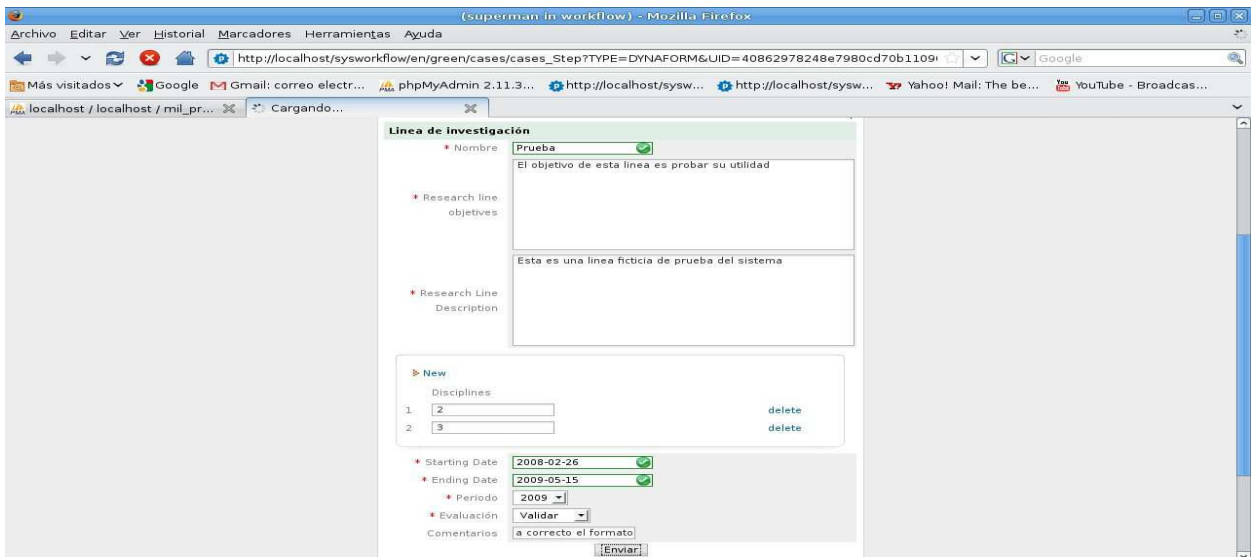 (superman in workflow) - Mozilla Firefox
Archivo Editar Ver Historial Marcadores Herramientas Ayuda
http://localhost/sysworkflow/en/green/cases/cases_Step?TYPE=DYNAFORM&UID=40862978248e7980cd70b1109
Google
Más visitados Google Gmail: correo electr... phpMyAdmin 2.11.3... http://localhost/sysw... http://localhost/sysw... Yahoo! Mail: The be... YouTube - Broadcas...
localhost / localhost / mil_pr... Cargando...
Linea de investigación
* Nombre Prueba
* Research line objetives
El objetivo de esta linea es probar su utilidad
* Research Line Description
Esta es una linea ficticia de prueba del sistema
New
Disciplines
1 2 delete
2 3 delete
* Starting Date 2008-02-26
* Ending Date 2009-05-15
* Periodo 2009
* Evaluación Validar
Comentarios a correcto el formato
Enviar